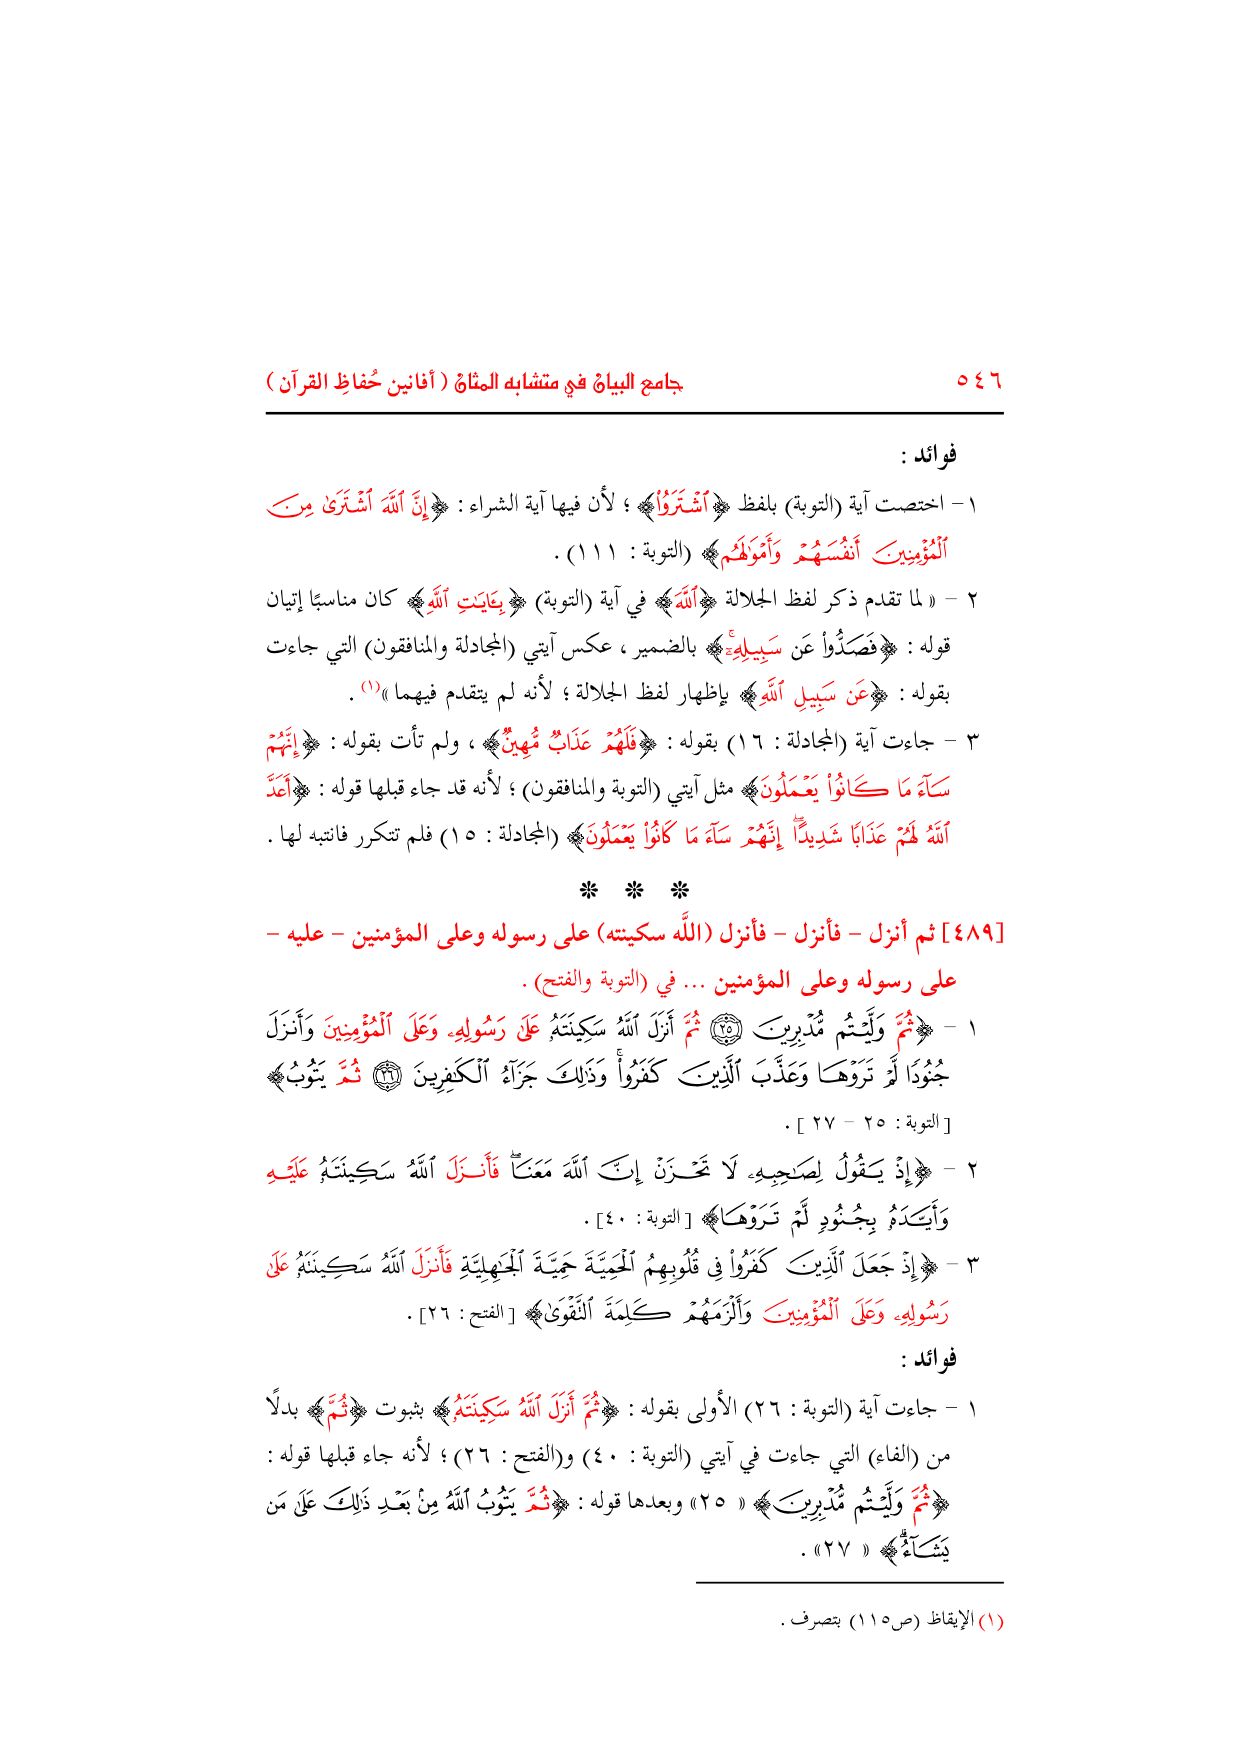 ٥٤٦ جامع البيان في متشابه المثان ( أفانين حُفاظِ القرآن )
فوائد :
١ - اختصت آية (التوبة) بلفظ ﴿ٱشۡتَرَوۡاْ﴾ ؛ لأن فيها آية الشراء : ﴿إِنَّ ٱللَّهَ ٱشۡتَرَىٰ مِنَ
ٱلۡمُؤۡمِنِينَ أَنفُسَهُمۡ وَأَمۡوَٰلَهُم﴾ (التوبة : ١١١) .
٢ - « لما تقدم ذكر لفظ الجلالة ﴿ٱللَّهَ﴾ في آية (التوبة) ﴿بِـَٔايَٰتِ ٱللَّهِ﴾ كان مناسبًا إتيان
قوله : ﴿فَصَدُّواْ عَن سَبِيلِهِۦٓۚ﴾ بالضمير ، عكس آيتي (المجادلة والمنافقون) التي جاءت
بقوله : ﴿عَن سَبِيلِ ٱللَّهِ﴾ بإظهار لفظ الجلالة ؛ لأنه لم يتقدم فيهما »(١) .
٣ - جاءت آية (المجادلة : ١٦) بقوله : ﴿فَلَهُمۡ عَذَابٞ مُّهِينٞ﴾ ، ولم تأت بقوله : ﴿إِنَّهُمۡ
سَآءَ مَا كَانُواْ يَعۡمَلُونَ﴾ مثل آيتي (التوبة والمنافقون) ؛ لأنه قد جاء قبلها قوله : ﴿أَعَدَّ
ٱللَّهُ لَهُمۡ عَذَابٗا شَدِيدًاۖ إِنَّهُمۡ سَآءَ مَا كَانُواْ يَعۡمَلُونَ﴾ (المجادلة : ١٥) فلم تتكرر فانتبه لها .
❊ ❊ ❊
[٤٨٩] ثم أنزل - فأنزل - فأنزل (اللَّه سكينته) على رسوله وعلى المؤمنين - عليه -
على رسوله وعلى المؤمنين ... في (التوبة والفتح) .
١ - ﴿ثُمَّ وَلَّيۡتُم مُّدۡبِرِينَ ٢٥ ثُمَّ أَنزَلَ ٱللَّهُ سَكِينَتَهُۥ عَلَىٰ رَسُولِهِۦ وَعَلَى ٱلۡمُؤۡمِنِينَ وَأَنزَلَ
جُنُودٗا لَّمۡ تَرَوۡهَا وَعَذَّبَ ٱلَّذِينَ كَفَرُواْۚ وَذَٰلِكَ جَزَآءُ ٱلۡكَٰفِرِينَ ٢٦ ثُمَّ يَتُوبُ﴾
[التوبة : ٢٥ - ٢٧ ] .
٢ - ﴿إِذۡ يَقُولُ لِصَٰحِبِهِۦ لَا تَحۡزَنۡ إِنَّ ٱللَّهَ مَعَنَاۖ فَأَنزَلَ ٱللَّهُ سَكِينَتَهُۥ عَلَيۡهِ
وَأَيَّدَهُۥ بِجُنُودٖ لَّمۡ تَرَوۡهَا﴾ [ التوبة : ٤٠] .
٣ - ﴿إِذۡ جَعَلَ ٱلَّذِينَ كَفَرُواْ فِي قُلُوبِهِمُ ٱلۡحَمِيَّةَ حَمِيَّةَ ٱلۡجَٰهِلِيَّةِ فَأَنزَلَ ٱللَّهُ سَكِينَتَهُۥ عَلَىٰ
رَسُولِهِۦ وَعَلَى ٱلۡمُؤۡمِنِينَ وَأَلۡزَمَهُمۡ كَلِمَةَ ٱلتَّقۡوَىٰ﴾ [ الفتح : ٢٦] .
فوائد :
١ - جاءت آية (التوبة : ٢٦) الأولى بقوله : ﴿ثُمَّ أَنزَلَ ٱللَّهُ سَكِينَتَهُۥ﴾ بثبوت ﴿ثُمَّ﴾ بدلًا
من (الفاء) التي جاءت في آيتي (التوبة : ٤٠) و(الفتح : ٢٦) ؛ لأنه جاء قبلها قوله :
﴿ثُمَّ وَلَّيۡتُم مُّدۡبِرِينَ﴾ « ٢٥» وبعدها قوله : ﴿ثُمَّ يَتُوبُ ٱللَّهُ مِنۢ بَعۡدِ ذَٰلِكَ عَلَىٰ مَن
يَشَآءُۗ﴾ « ٢٧» .
(١) الإيقاظ (ص١١٥) بتصرف .